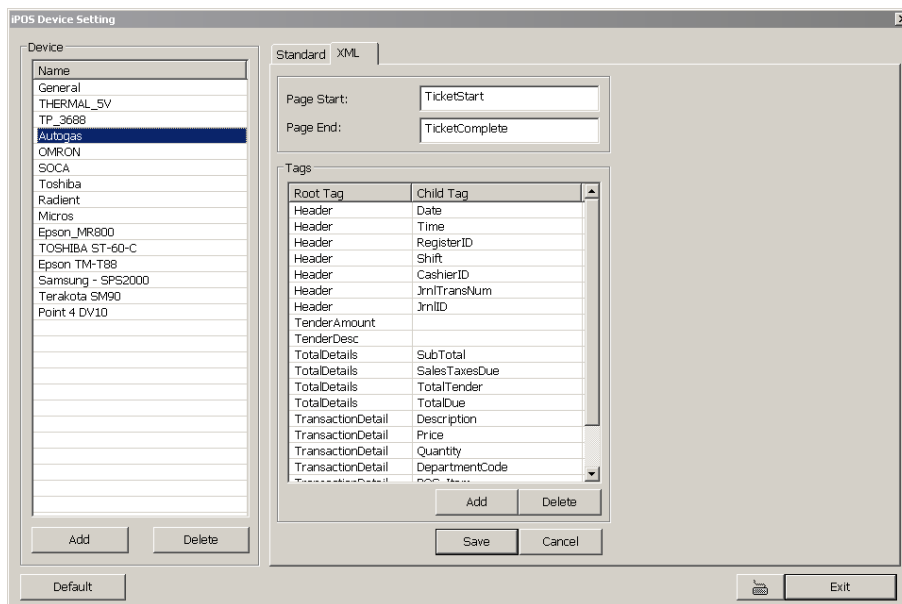 iPOS Device Setting
Device
Name
General
THERMAL_5V
TP_3688
Autogas
OMRON
SOCA
Toshiba
Radient
Micros
Epson_MR800
TOSHIBA ST-60-C
Epson TM-T88
Samsung - SPS2000
Terakota SM90
Point 4 DV10
Add Delete
Default
Standard XML
Page Start: TicketStart
Page End: TicketComplete
Tags
Root Tag Child Tag
Header Date
Header Time
Header RegisterID
Header Shift
Header CashierID
Header JrnlTransNum
Header JrnlID
TenderAmount
TenderDesc
TotalDetails SubTotal
TotalDetails SalesTaxesDue
TotalDetails TotalTender
TotalDetails TotalDue
TransactionDetail Description
TransactionDetail Price
TransactionDetail Quantity
TransactionDetail DepartmentCode
TransactionDetail
Add Delete
Save Cancel
Exit